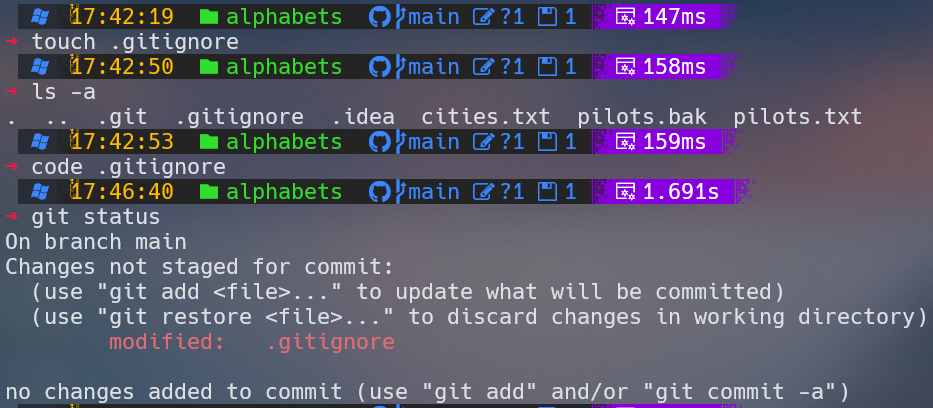 17:42:19 alphabets main ?1 1 147ms
→ touch .gitignore
17:42:50 alphabets main ?1 1 158ms
→ ls -a
. .. .git .gitignore .idea cities.txt pilots.bak pilots.txt
17:42:53 alphabets main ?1 1 159ms
→ code .gitignore
17:46:40 alphabets main ?1 1 1.691s
→ git status
On branch main
Changes not staged for commit:
(use "git add <file>..." to update what will be committed)
(use "git restore <file>..." to discard changes in working directory)
modified: .gitignore
no changes added to commit (use "git add" and/or "git commit -a")